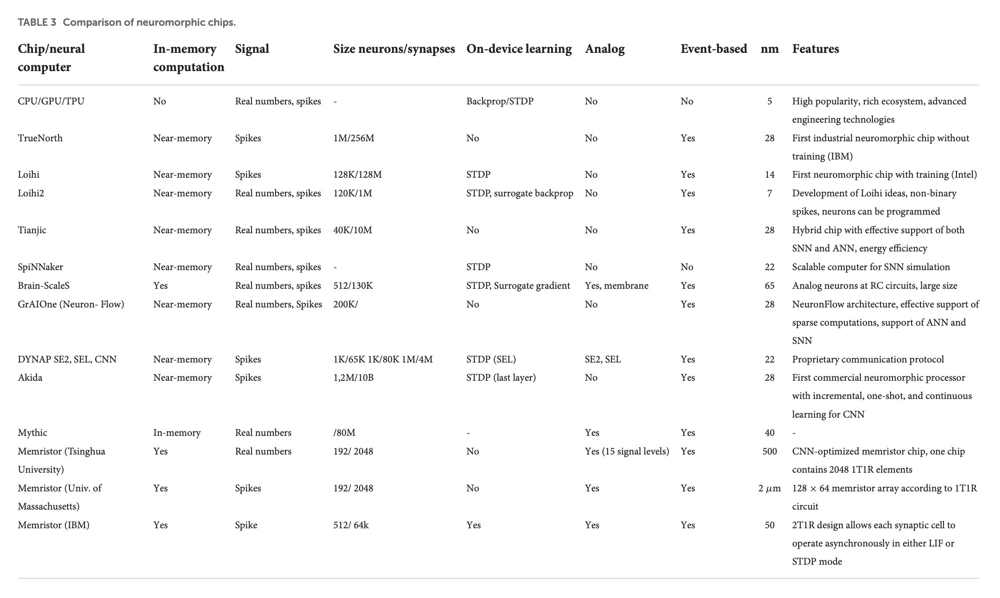 TABLE 3 Comparison of neuromorphic chips.
Chip/neural computer In-memory computation Signal Size neurons/synapses On-device learning Analog Event-based nm Features
CPU/GPU/TPU No Real numbers, spikes - Backprop/STDP No No 5 High popularity, rich ecosystem, advanced
engineering technologies
TrueNorth Near-memory Spikes 1M/256M No No Yes 28 First industrial neuromorphic chip without
training (IBM)
Loihi Near-memory Spikes 128K/128M STDP No Yes 14 First neuromorphic chip with training (Intel)
Loihi2 Near-memory Real numbers, spikes 120K/1M STDP, surrogate backprop No Yes 7 Development of Loihi ideas, non-binary
spikes, neurons can be programmed
Tianjic Near-memory Real numbers, spikes 40K/10M No No Yes 28 Hybrid chip with effective support of both
SNN and ANN, energy efficiency
SpiNNaker Near-memory Real numbers, spikes - STDP No No 22 Scalable computer for SNN simulation
Brain-ScaleS Yes Real numbers, spikes 512/130K STDP, Surrogate gradient Yes, membrane Yes 65 Analog neurons at RC circuits, large size
GrAIOne (Neuron- Flow) Near-memory Real numbers, Spikes 200K/ No No Yes 28 NeuronFlow architecture, effective support of
sparse computations, support of ANN and
SNN
DYNAP SE2, SEL, CNN Near-memory Spikes 1K/65K 1K/80K 1M/4M STDP (SEL) SE2, SEL Yes 22 Proprietary communication protocol
Akida Near-memory Spikes 1,2M/10B STDP (last layer) No Yes 28 First commercial neuromorphic processor
with incremental, one-shot, and continuous
learning for CNN
Mythic In-memory Real numbers /80M - Yes Yes 40 -
Memristor (Tsinghua Yes Real numbers 192/ 2048 No Yes (15 signal levels) Yes 500 CNN-optimized memristor chip, one chip
University) contains 2048 1T1R elements
Memristor (Univ. of Yes Spikes 192/ 2048 No Yes Yes 2 μm 128 × 64 memristor array according to 1T1R
Massachusetts) circuit
Memristor (IBM) Yes Spike 512/ 64k Yes Yes Yes 50 2T1R design allows each synaptic cell to
operate asynchronously in either LIF or
STDP mode